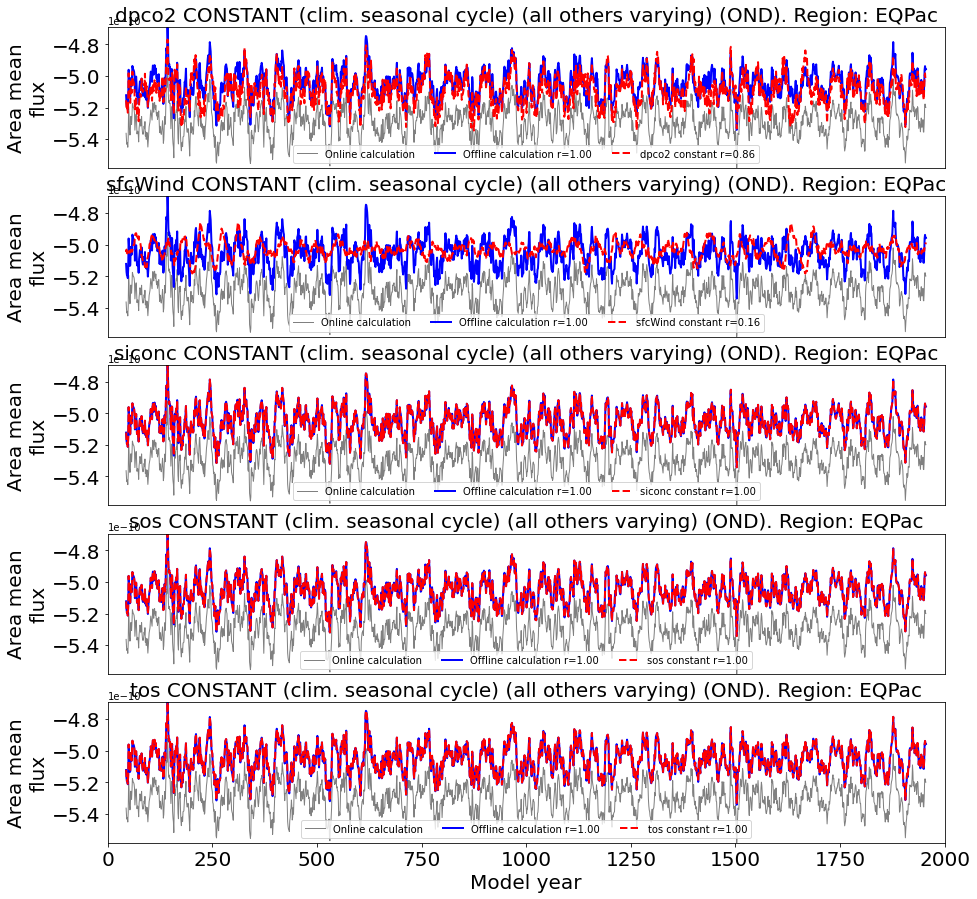 dpco2 CONSTANT (clim. seasonal cycle) (all others varying) (OND). Region: EQPac
1e−10
−4.8
−5.0
−5.2
−5.4
Area mean
flux
Online calculation Offline calculation r=1.00 dpco2 constant r=0.86
sfcWind CONSTANT (clim. seasonal cycle) (all others varying) (OND). Region: EQPac
1e−10
−4.8
−5.0
−5.2
−5.4
Area mean
flux
Online calculation Offline calculation r=1.00 sfcWind constant r=0.16
siconc CONSTANT (clim. seasonal cycle) (all others varying) (OND). Region: EQPac
1e−10
−4.8
−5.0
−5.2
−5.4
Area mean
flux
Online calculation Offline calculation r=1.00 siconc constant r=1.00
sos CONSTANT (clim. seasonal cycle) (all others varying) (OND). Region: EQPac
1e−10
−4.8
−5.0
−5.2
−5.4
Area mean
flux
Online calculation Offline calculation r=1.00 sos constant r=1.00
tos CONSTANT (clim. seasonal cycle) (all others varying) (OND). Region: EQPac
1e−10
−4.8
−5.0
−5.2
−5.4
Area mean
flux
Online calculation Offline calculation r=1.00 tos constant r=1.00
0 250 500 750 1000 1250 1500 1750 2000
Model year